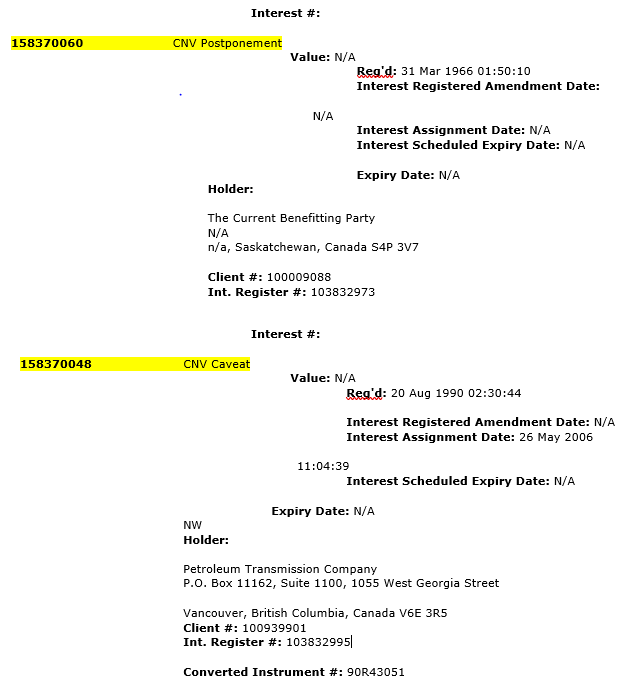 Interest #:
158370060 CNV Postponement
Value: N/A
Reg'd: 31 Mar 1966 01:50:10
Interest Registered Amendment Date:
N/A
Interest Assignment Date: N/A
Interest Scheduled Expiry Date: N/A
Expiry Date: N/A
Holder:
The Current Benefitting Party
N/A
n/a, Saskatchewan, Canada S4P 3V7
Client #: 100009088
Int. Register #: 103832973
Interest #:
158370048 CNV Caveat
Value: N/A
Reg'd: 20 Aug 1990 02:30:44
Interest Registered Amendment Date: N/A
Interest Assignment Date: 26 May 2006
11:04:39
Interest Scheduled Expiry Date: N/A
Expiry Date: N/A
NW
Holder:
Petroleum Transmission Company
P.O. Box 11162, Suite 1100, 1055 West Georgia Street
Vancouver, British Columbia, Canada V6E 3R5
Client #: 100939901
Int. Register #: 103832995
Converted Instrument #: 90R43051